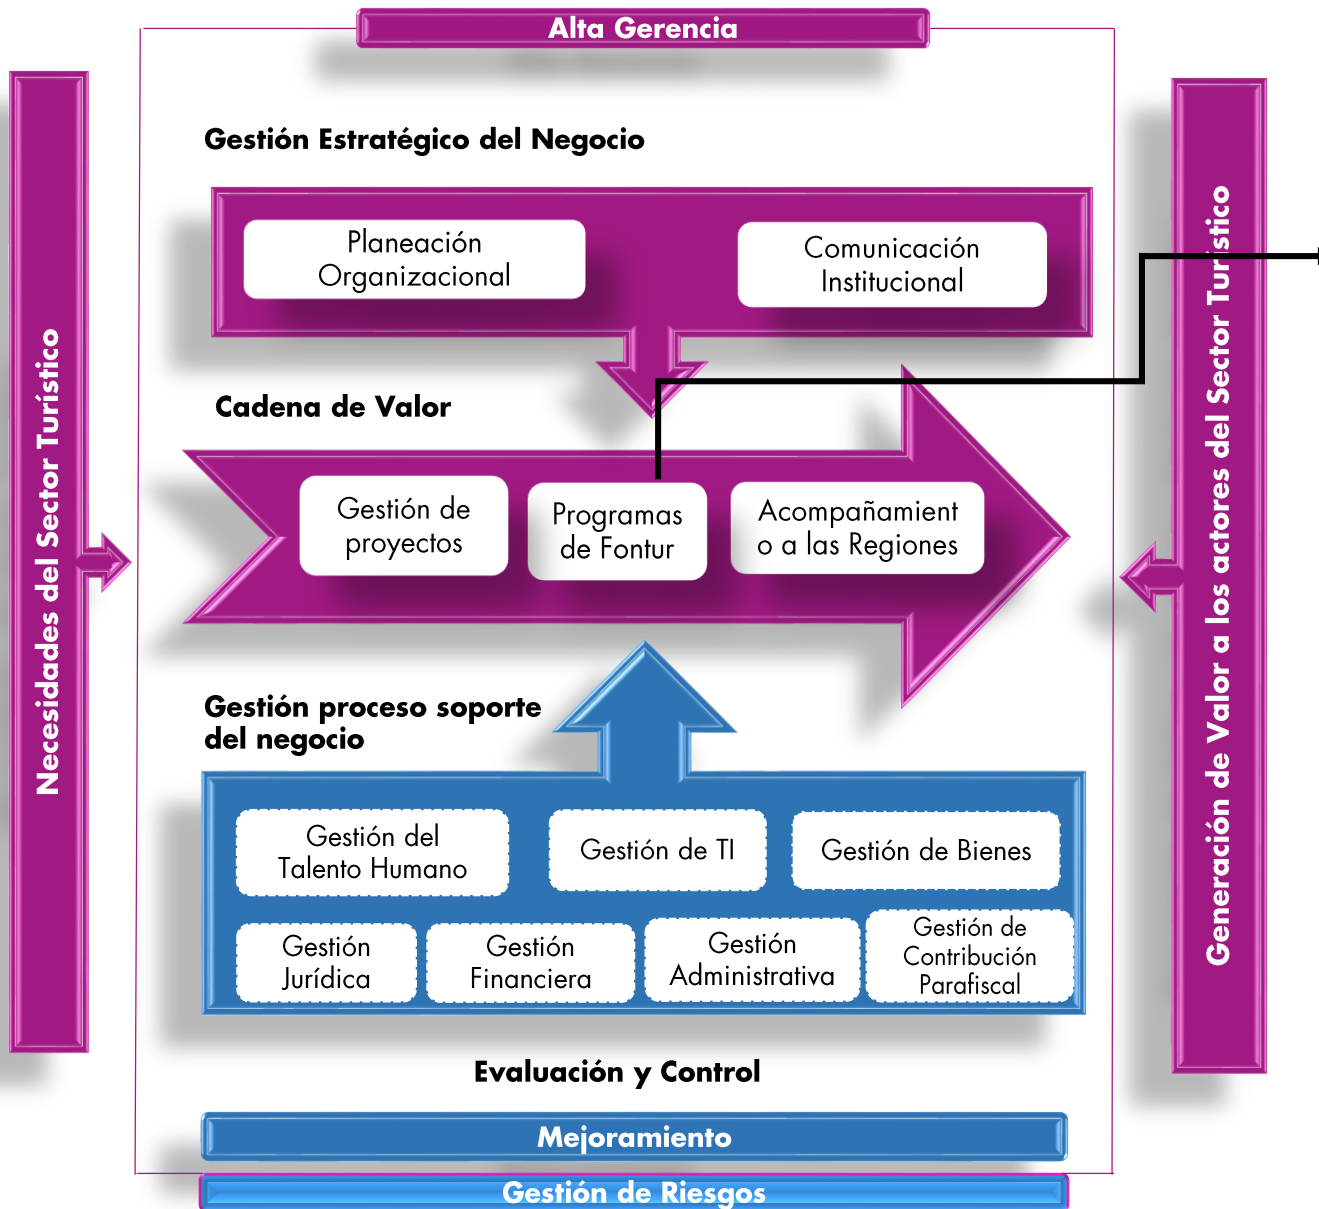 Alta Gerencia
Gestión Estratégico del Negocio
Planeación
Organizacional
Comunicación
Institucional
Necesidades del Sector Turístico
Cadena de Valor
Gestión de
proyectos
Programas
de Fontur
Acompañamient
o a las Regiones
Generación de Valor a los actores del Sector Turístico
Gestión proceso soporte
del negocio
Gestión del
Talento Humano
Gestión de TI
Gestión de Bienes
Gestión
Jurídica
Gestión
Financiera
Gestión
Administrativa
Gestión de
Contribución
Parafiscal
Evaluación y Control
Mejoramiento
Gestión de Riesgos